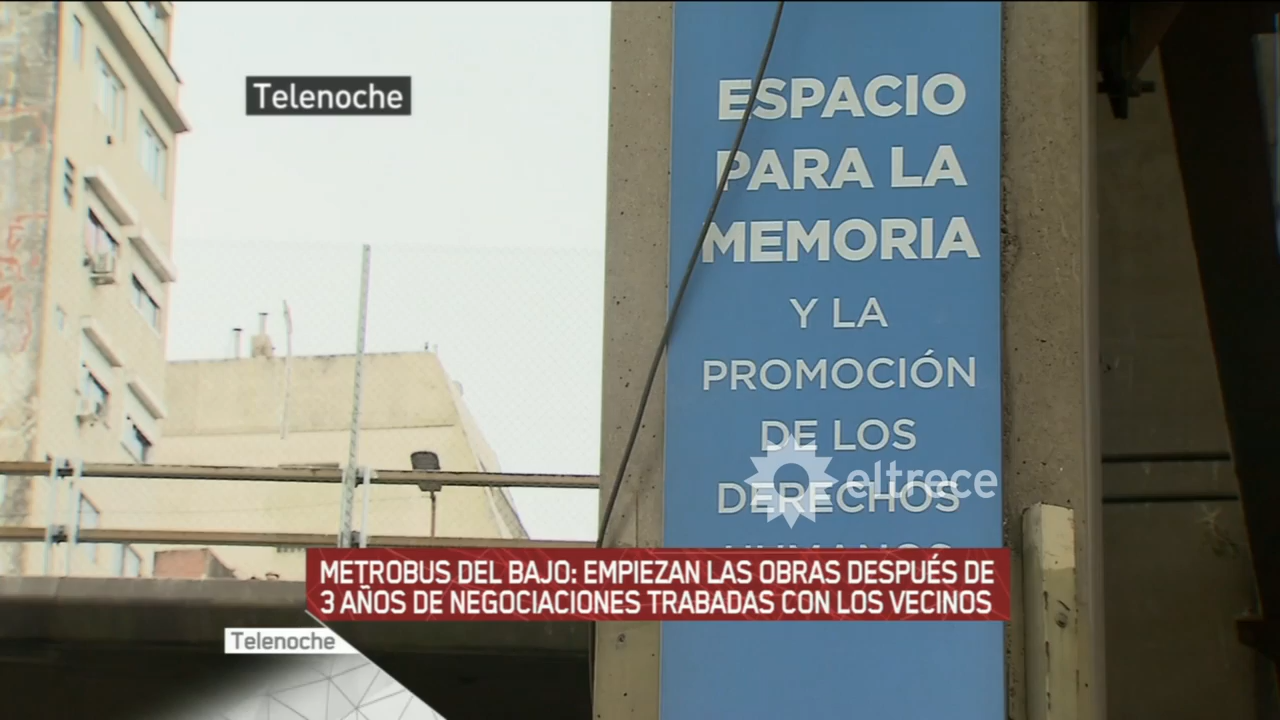 Telenoche
ESPACIO
PARA LA
MEMORIA
Y LA
PROMOCIÓN
DE LOS
DERECHOS
HUMANOS
eltrece
METROBUS DEL BAJO: EMPIEZAN LAS OBRAS DESPUÉS DE
3 AÑOS DE NEGOCIACIONES TRABADAS CON LOS VECINOS
Telenoche